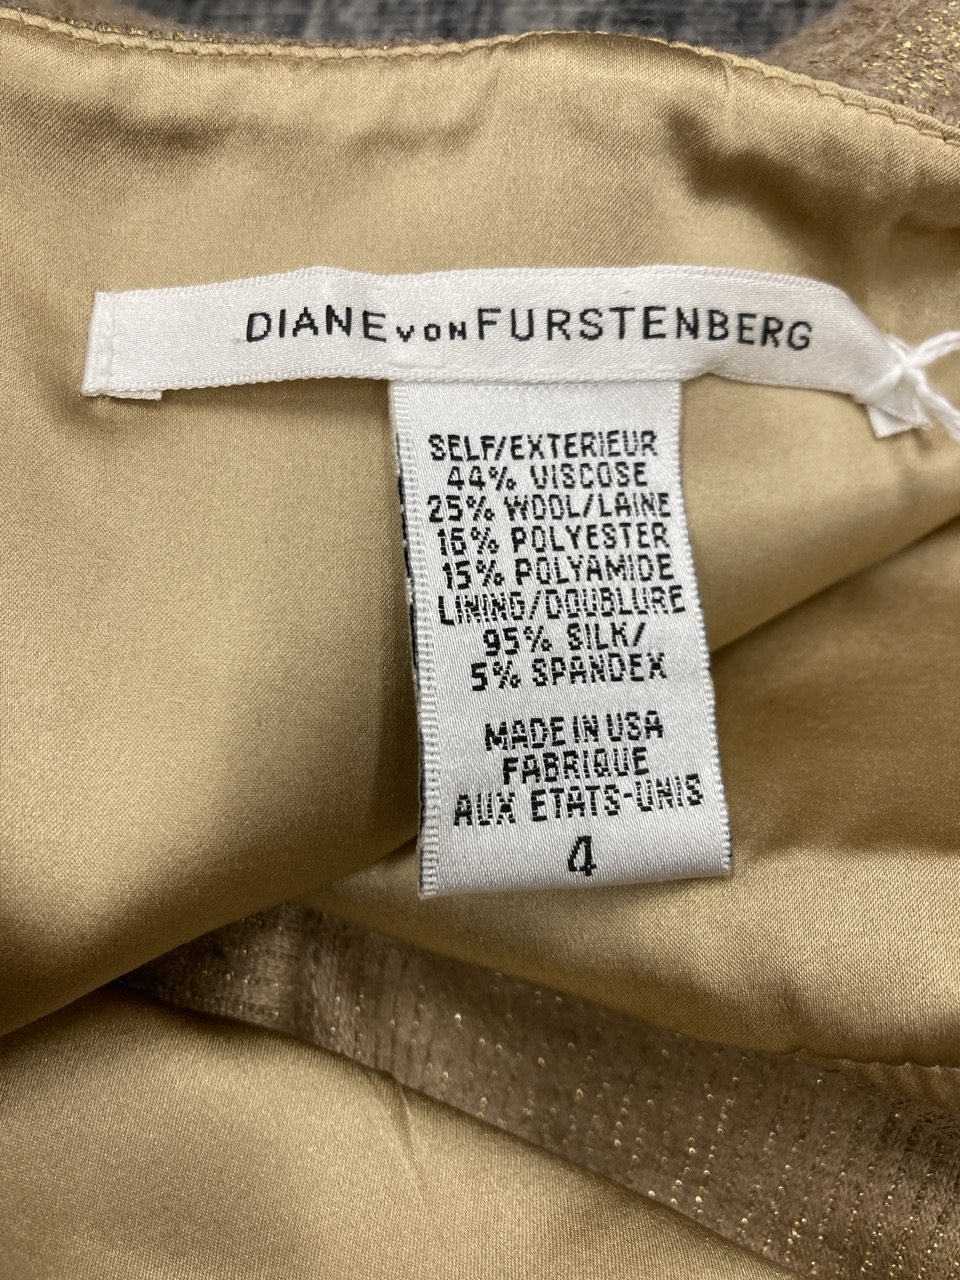 DIANE VON FURSTENBERG
SELF/EXTERIEUR
44% VISCOSE
25% WOOL/LAINE
16% POLYESTER
15% POLYAMIDE
LINING/DOUBLURE
95% SILK/
5% SPANDEX
MADE IN USA
FABRIQUE
AUX ETATS-UNIS
4